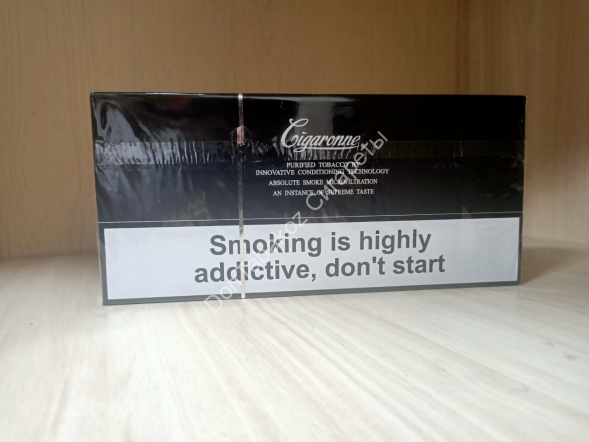 Cigaronne
PURIFIED TOBACCO BY
INNOVATIVE CONDITIONING TECHNOLOGY
ABSOLUTE SMOKE MICROFILTRATION
AN INSTANCE OF SUPREME TASTE
Smoking is highly
addictive, don't start
Сигареты